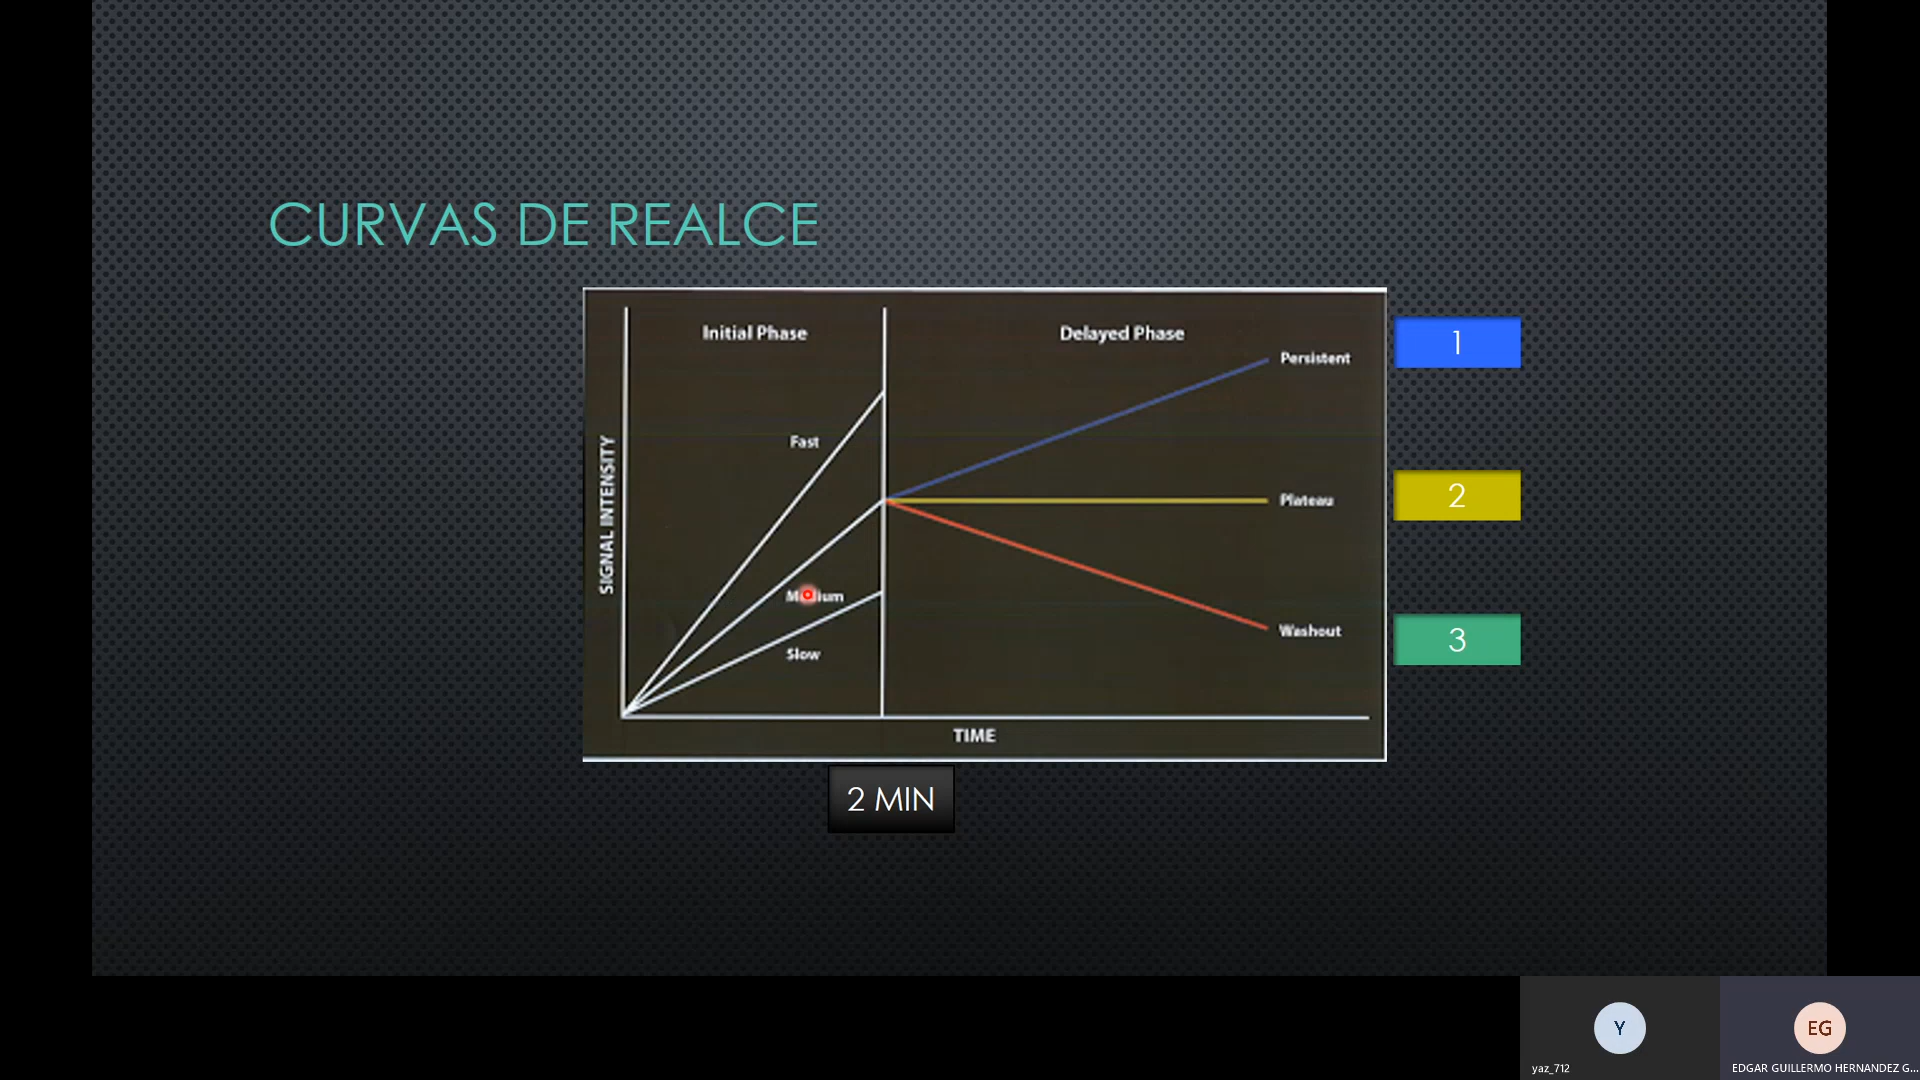 CURVAS DE REALCE
Initial Phase
Delayed Phase
Persistent
1
Fast
SIGNAL INTENSITY
Plateau
2
Medium
Slow
Washout
3
TIME
2 MIN
Y
EG
yaz_712
EDGAR GUILLERMO HERNANDEZ G...